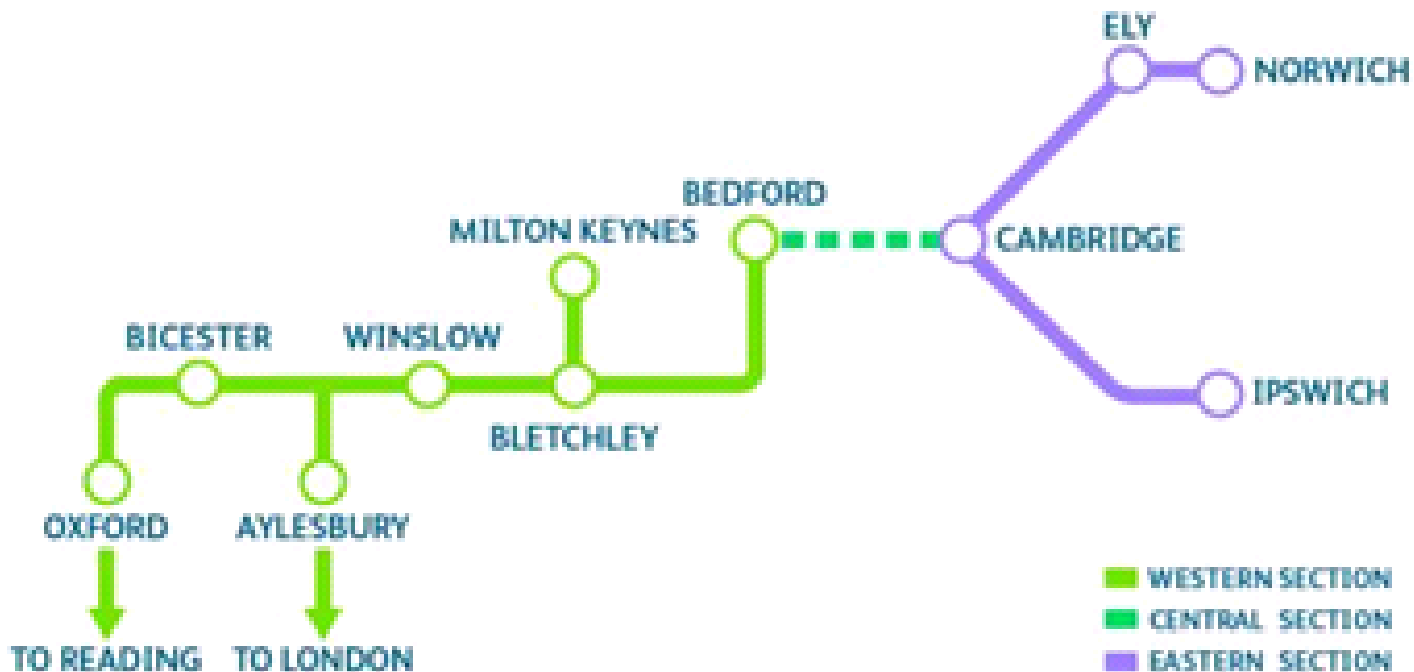 ELY
NORWICH
BEDFORD
MILTON KEYNES
CAMBRIDGE
BICESTER
WINSLOW
IPSWICH
BLETCHLEY
OXFORD
AYLESBURY
WESTERN SECTION
CENTRAL SECTION
EASTERN SECTION
TO READING
TO LONDON